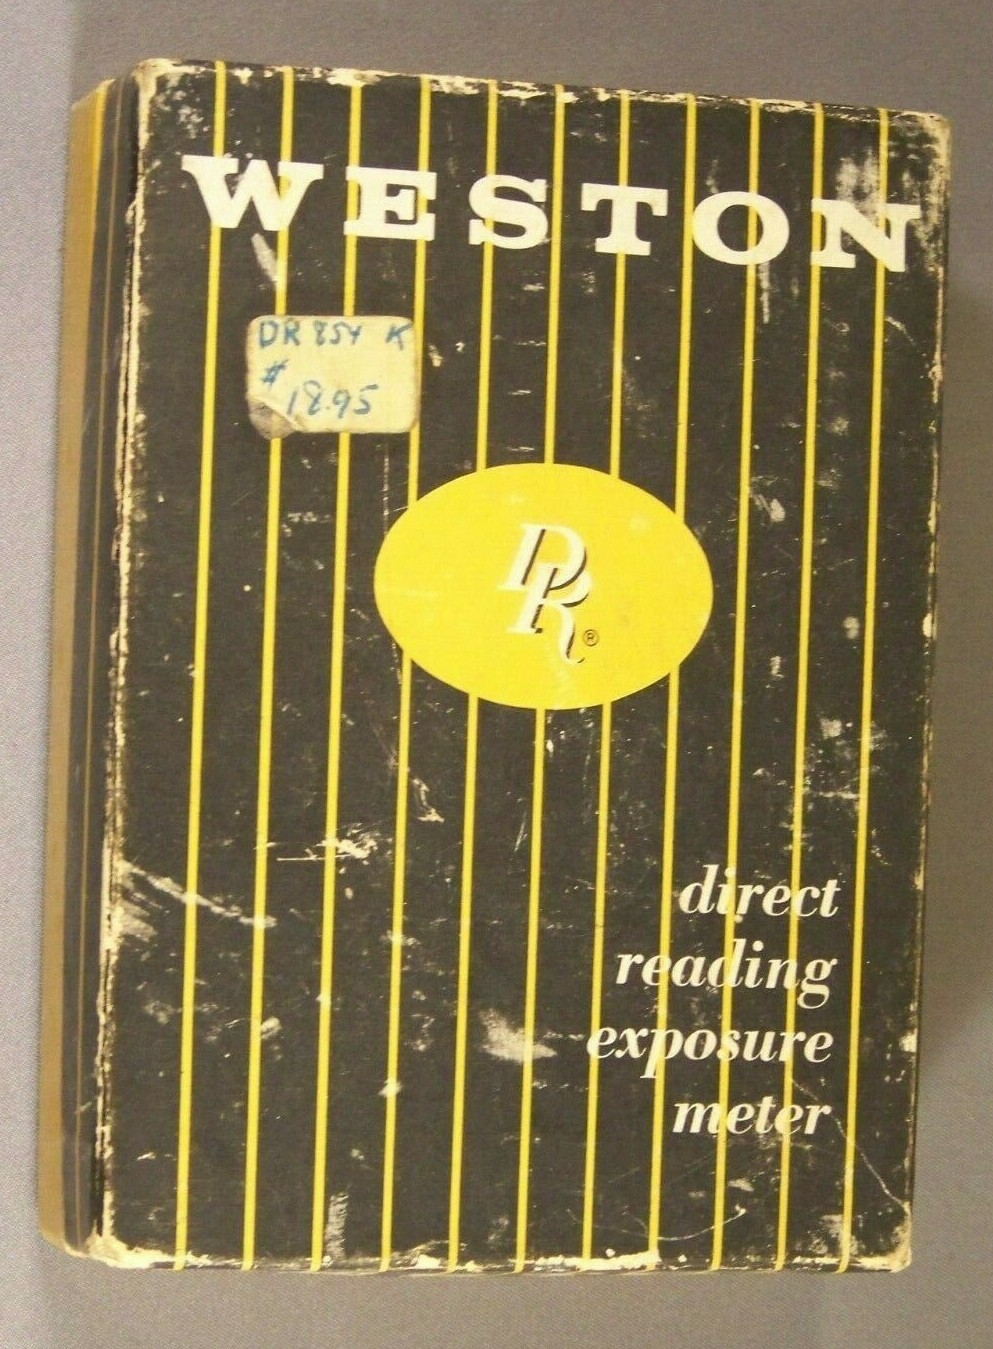 WESTON
DR 854 K
$ 18.95
DR®
direct
reading
exposure
meter